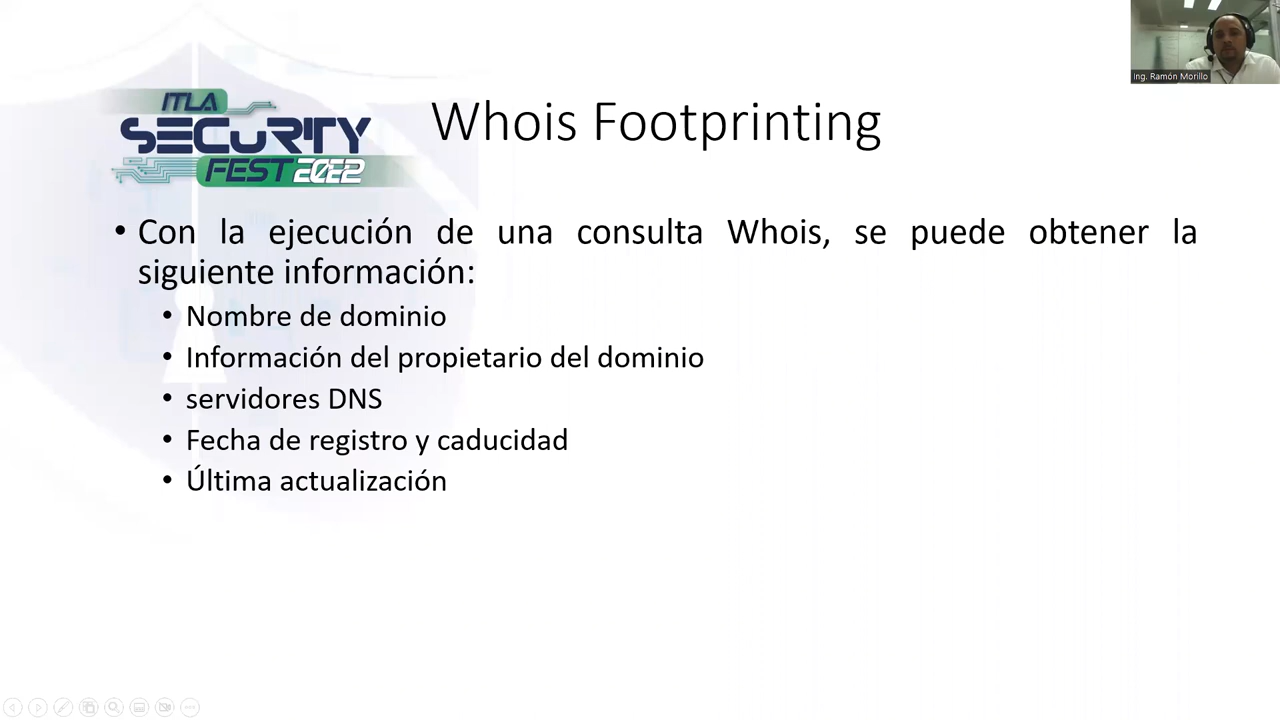 Ing. Ramón Morillo
ITLA
SECURITY
FEST 2022
Whois Footprinting
• Con la ejecución de una consulta Whois, se puede obtener la
siguiente información:
• Nombre de dominio
• Información del propietario del dominio
• servidores DNS
• Fecha de registro y caducidad
• Última actualización